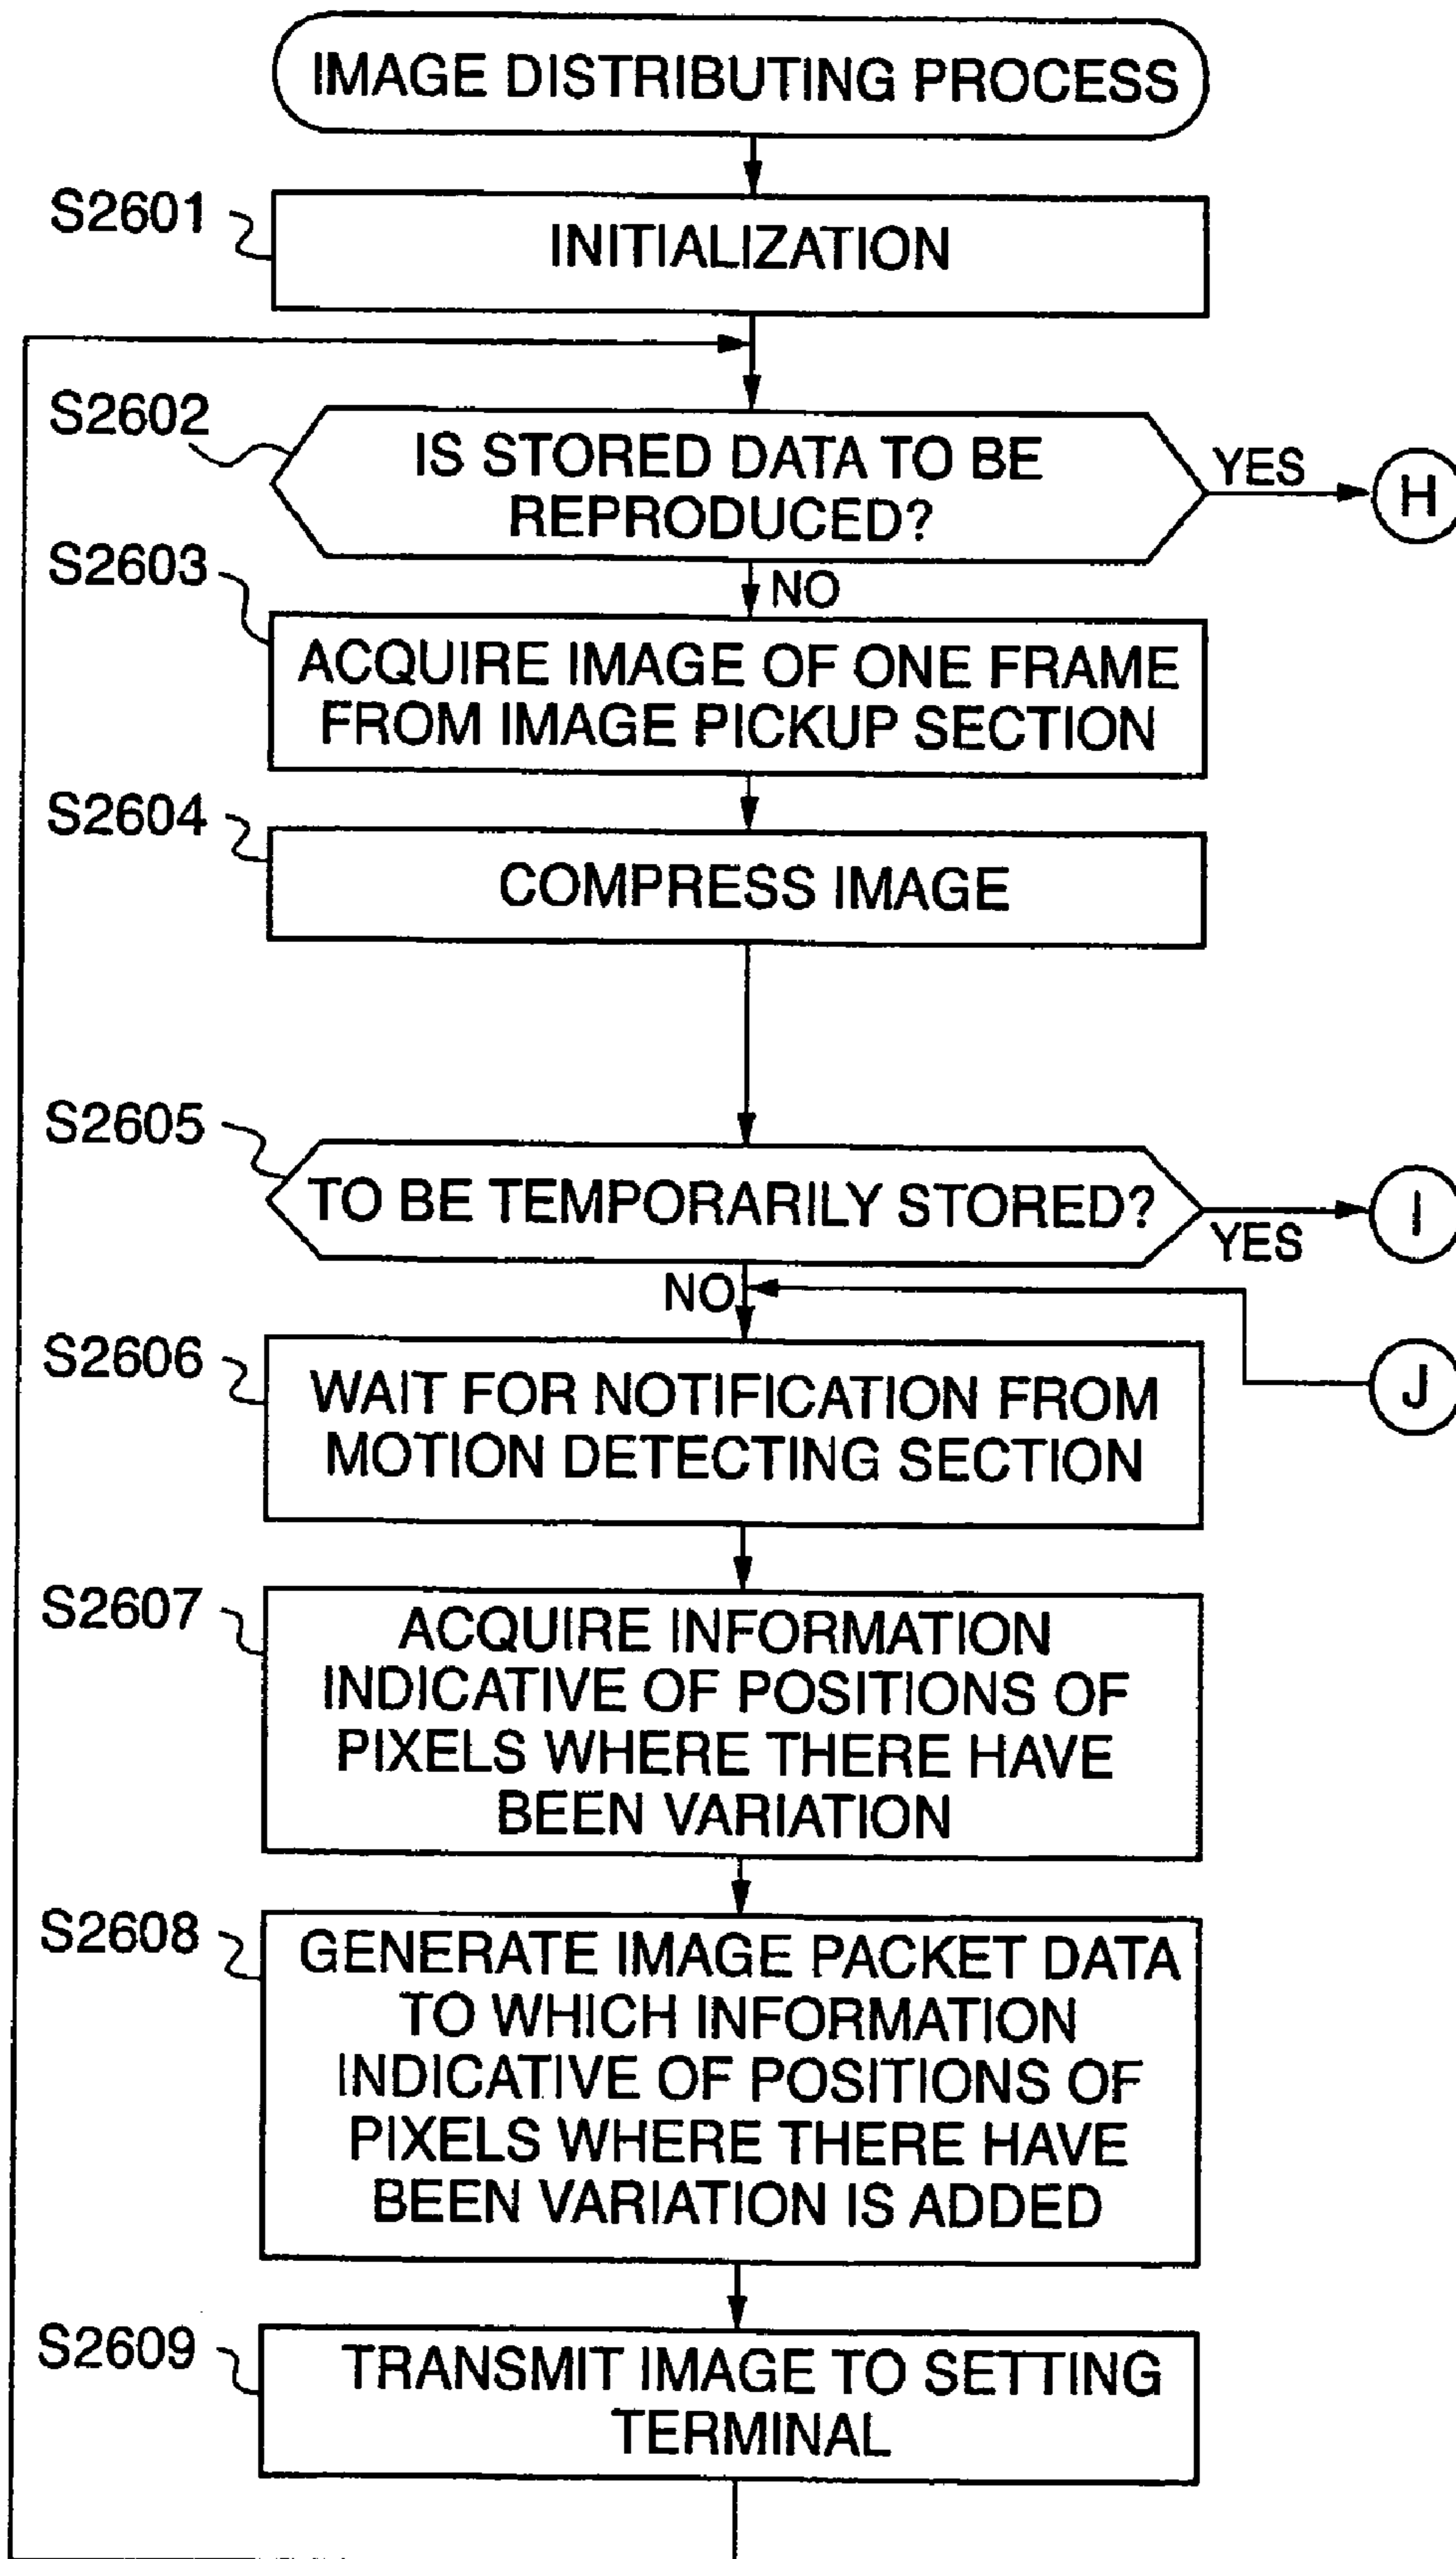 IMAGE DISTRIBUTING PROCESS
S2601
INITIALIZATION
S2602
IS STORED DATA TO BE
REPRODUCED?
YES
H
NO
S2603
ACQUIRE IMAGE OF ONE FRAME
FROM IMAGE PICKUP SECTION
S2604
COMPRESS IMAGE
S2605
TO BE TEMPORARILY STORED?
YES
I
NO
J
S2606
WAIT FOR NOTIFICATION FROM
MOTION DETECTING SECTION
S2607
ACQUIRE INFORMATION
INDICATIVE OF POSITIONS OF
PIXELS WHERE THERE HAVE
BEEN VARIATION
S2608
GENERATE IMAGE PACKET DATA
TO WHICH INFORMATION
INDICATIVE OF POSITIONS OF
PIXELS WHERE THERE HAVE
BEEN VARIATION IS ADDED
S2609
TRANSMIT IMAGE TO SETTING
TERMINAL